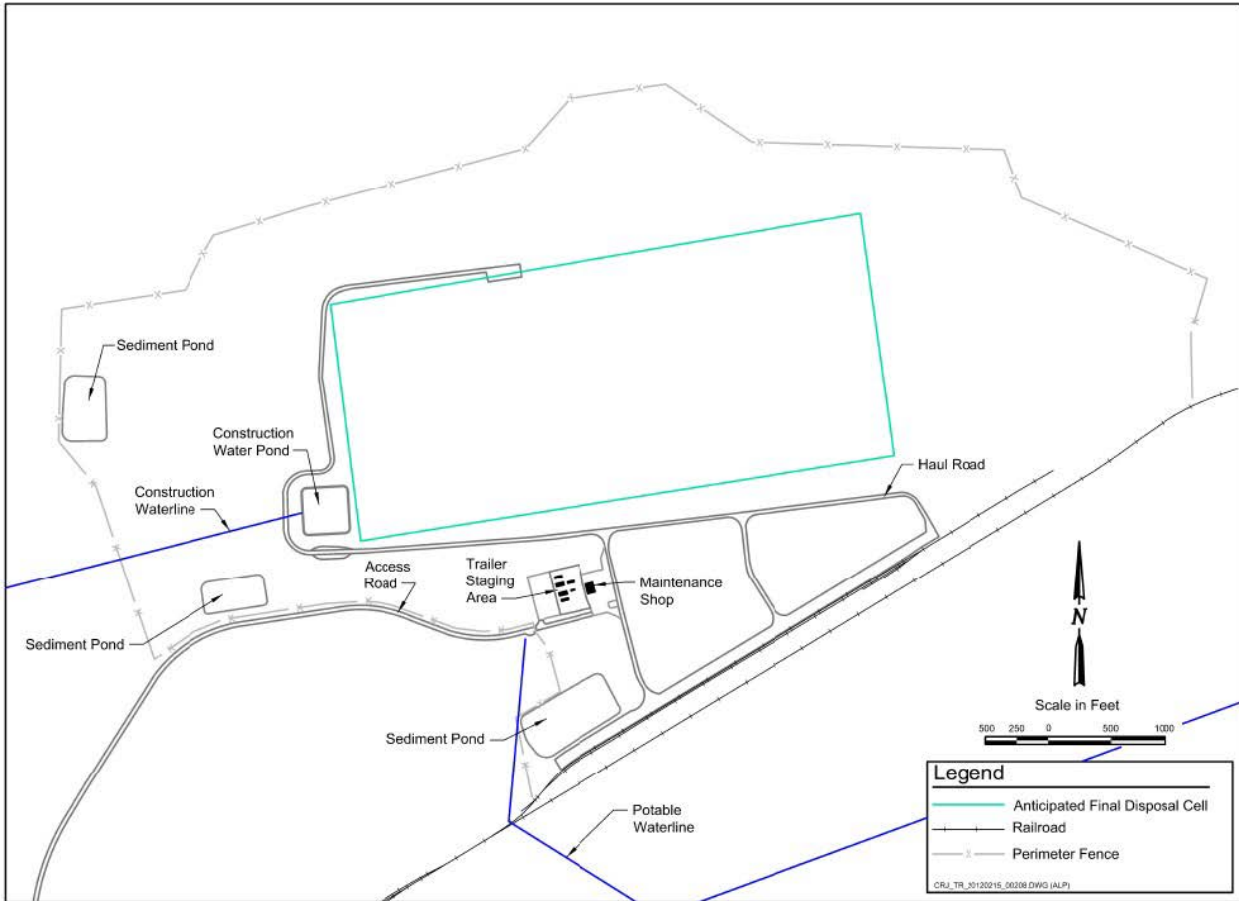 Sediment Pond
Construction
Water Pond
Haul Road
Construction
Waterline
Access
Road
Trailer
Staging
Area
Maintenance
Shop
Sediment Pond
N
Scale in Feet
500 250 0 500 1000
Sediment Pond
Legend
Anticipated Final Disposal Cell
Potable
Waterline
Railroad
X
Perimeter Fence
CRJ_TR_20120215_00208.DWG (ALP)